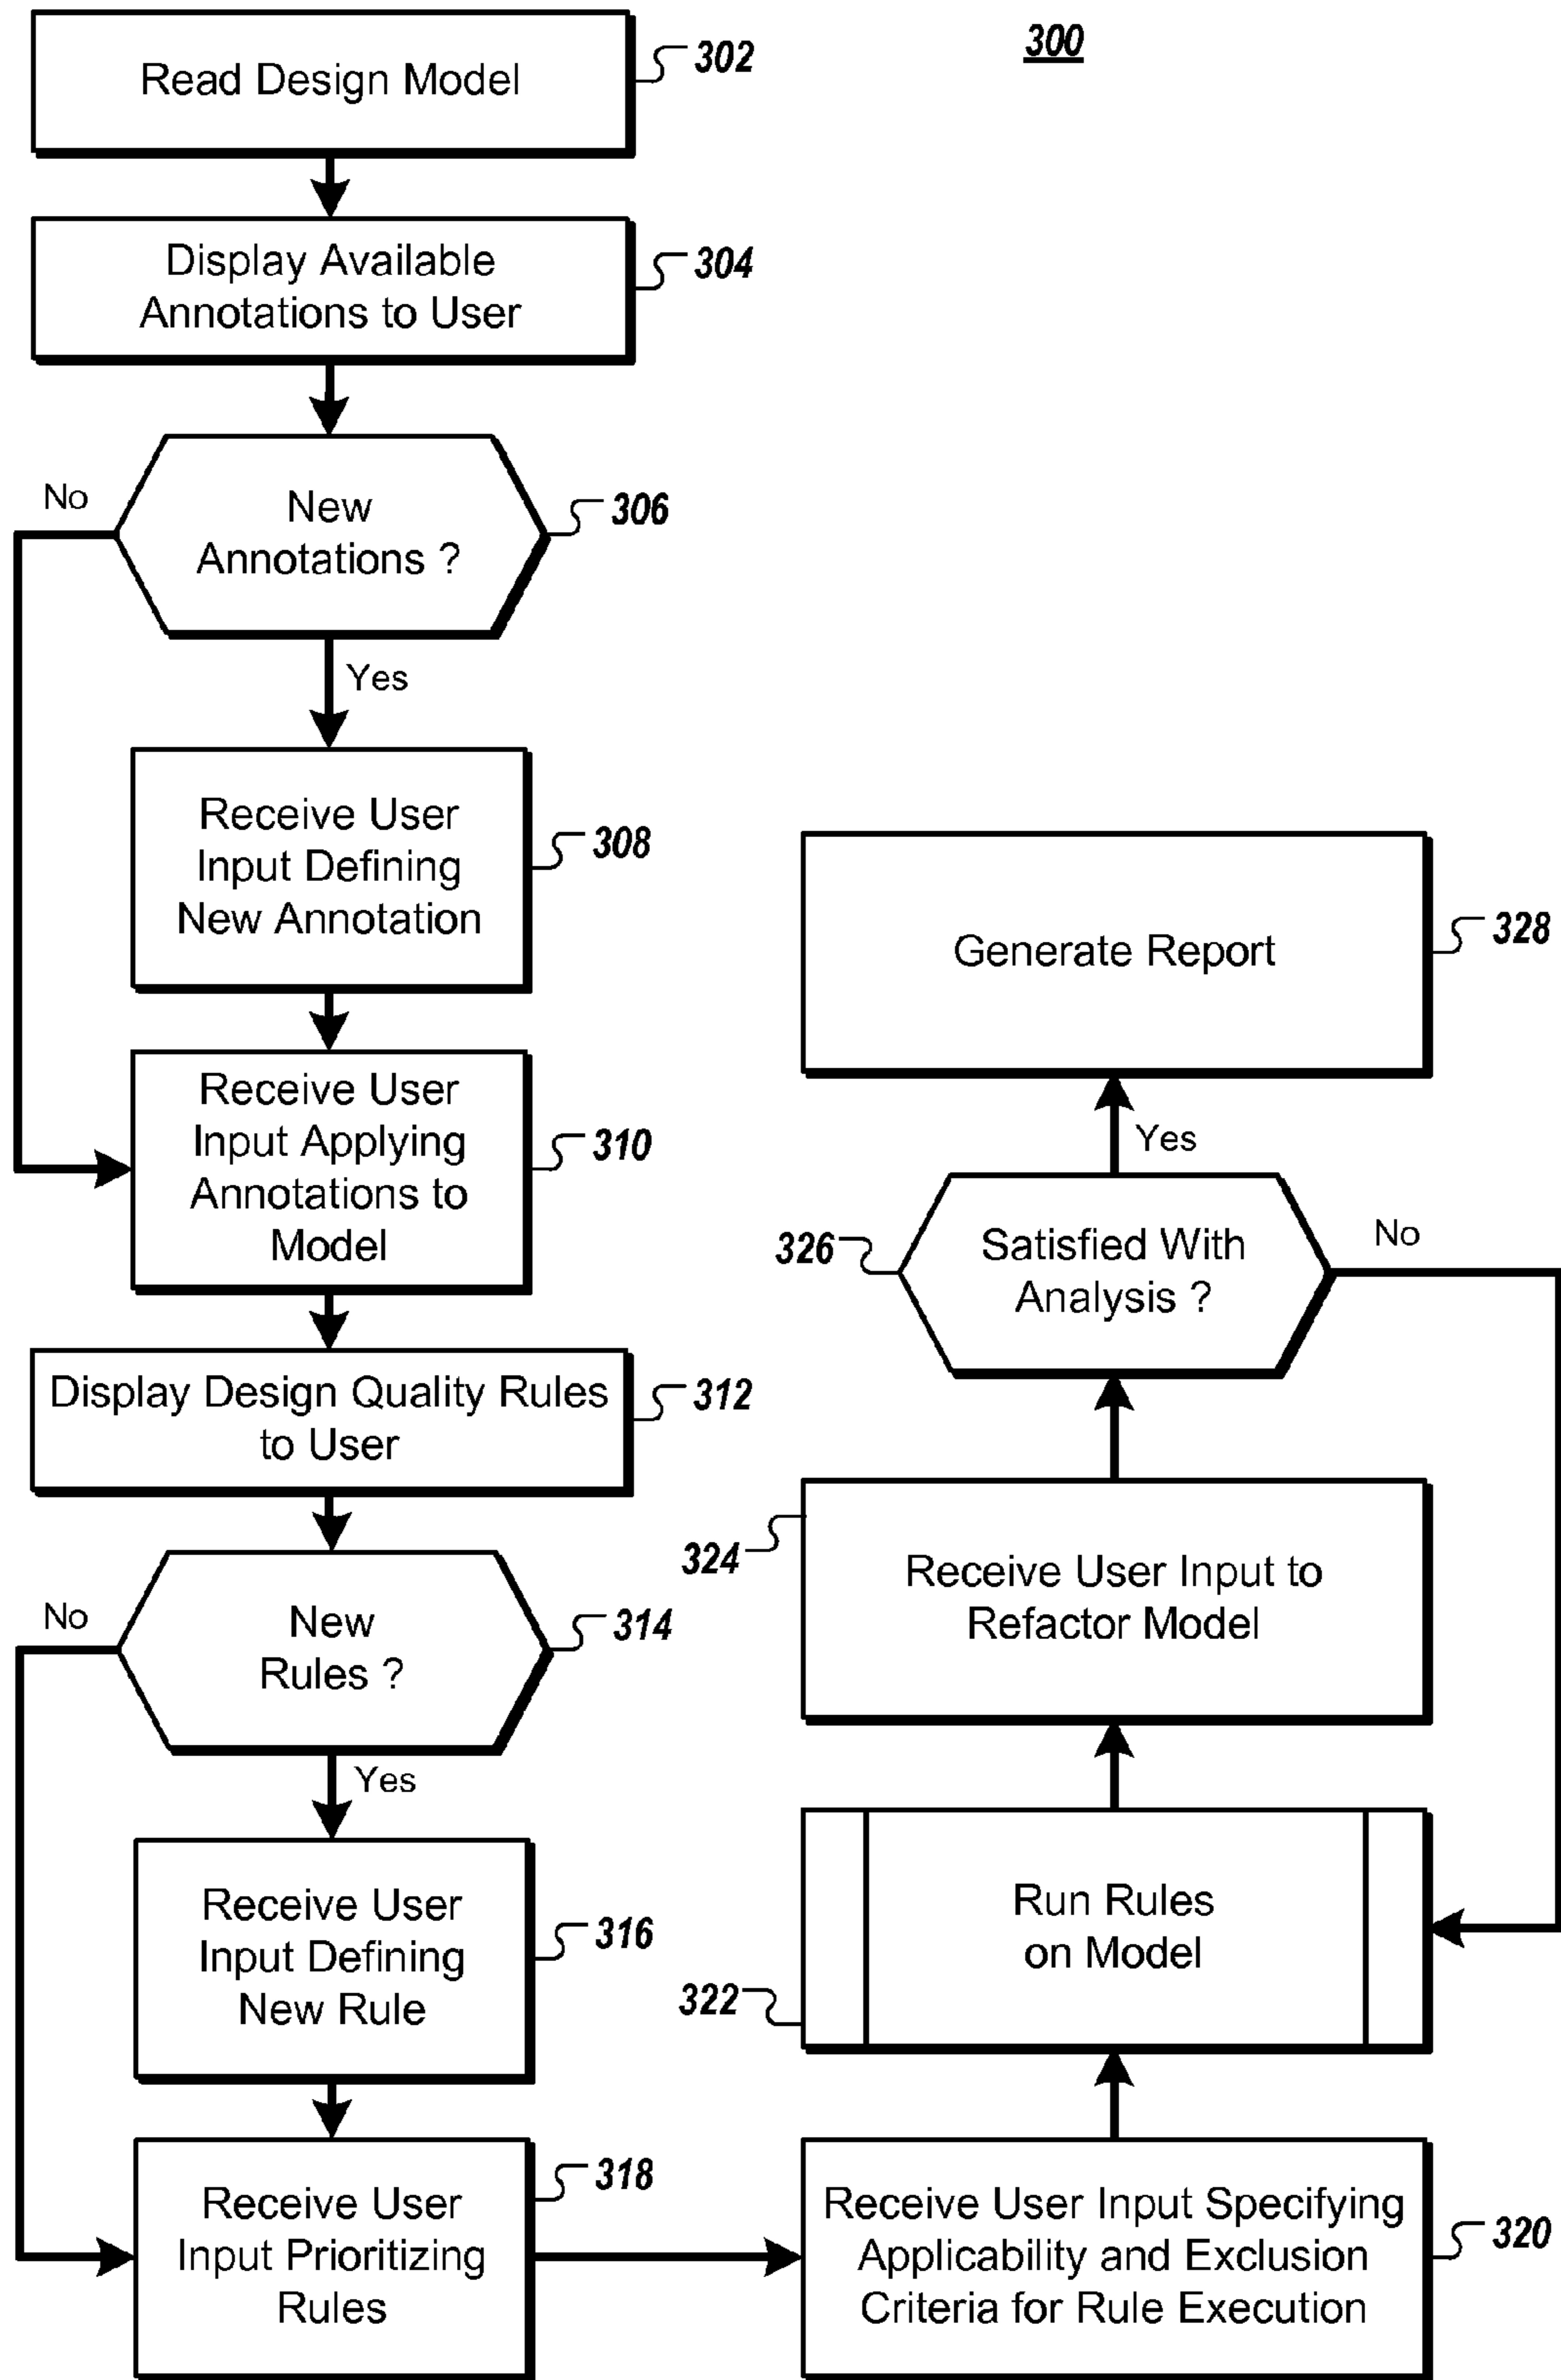 300
Read Design Model
302
Display Available
Annotations to User
304
New
Annotations ?
306
No
Yes
Receive User
Input Defining
New Annotation
308
Receive User
Input Applying
Annotations to
Model
310
Display Design Quality Rules
to User
312
New
Rules ?
314
No
Yes
Receive User
Input Defining
New Rule
316
Receive User
Input Prioritizing
Rules
318
Receive User Input Specifying
Applicability and Exclusion
Criteria for Rule Execution
320
Run Rules
on Model
322
Receive User Input to
Refactor Model
324
Satisfied With
Analysis ?
326
No
Yes
Generate Report
328